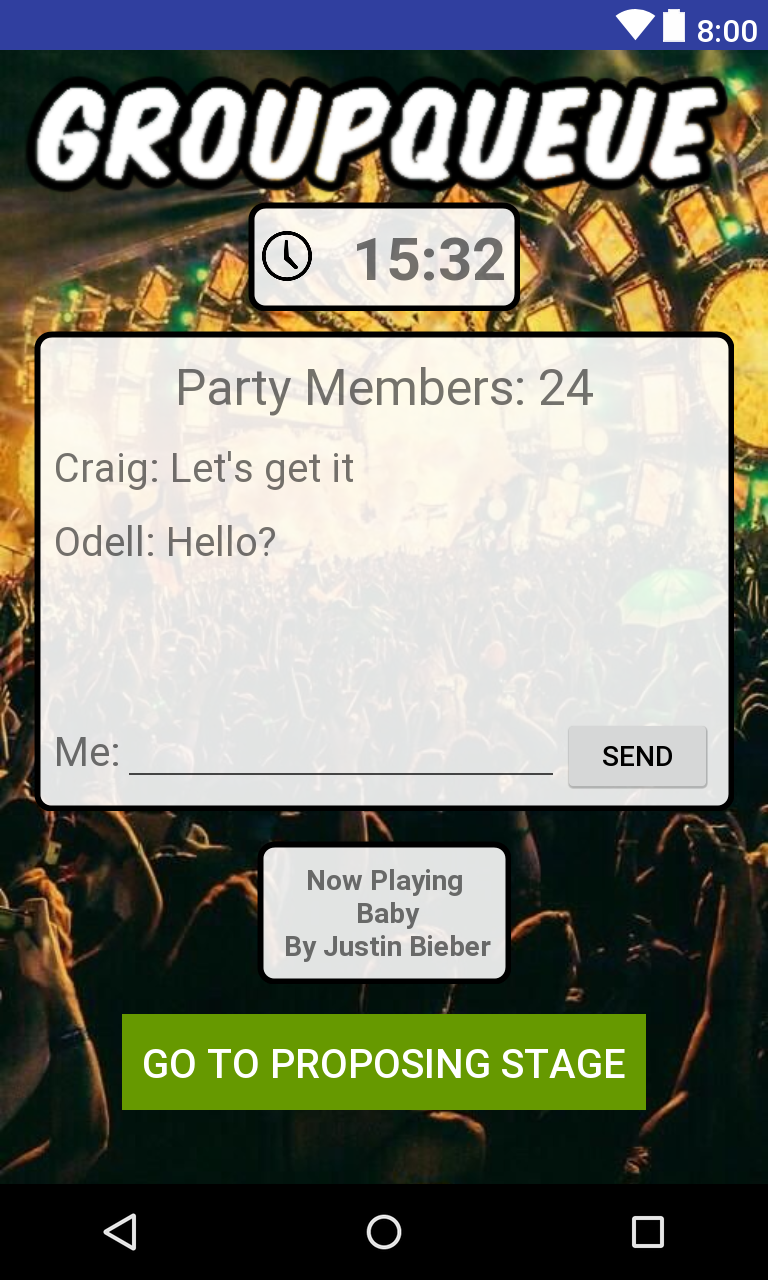 8:00
GROUPQUEUE
15:32
Party Members: 24
Craig: Let's get it
Odell: Hello?
Me:
SEND
Now Playing
Baby
By Justin Bieber
GO TO PROPOSING STAGE